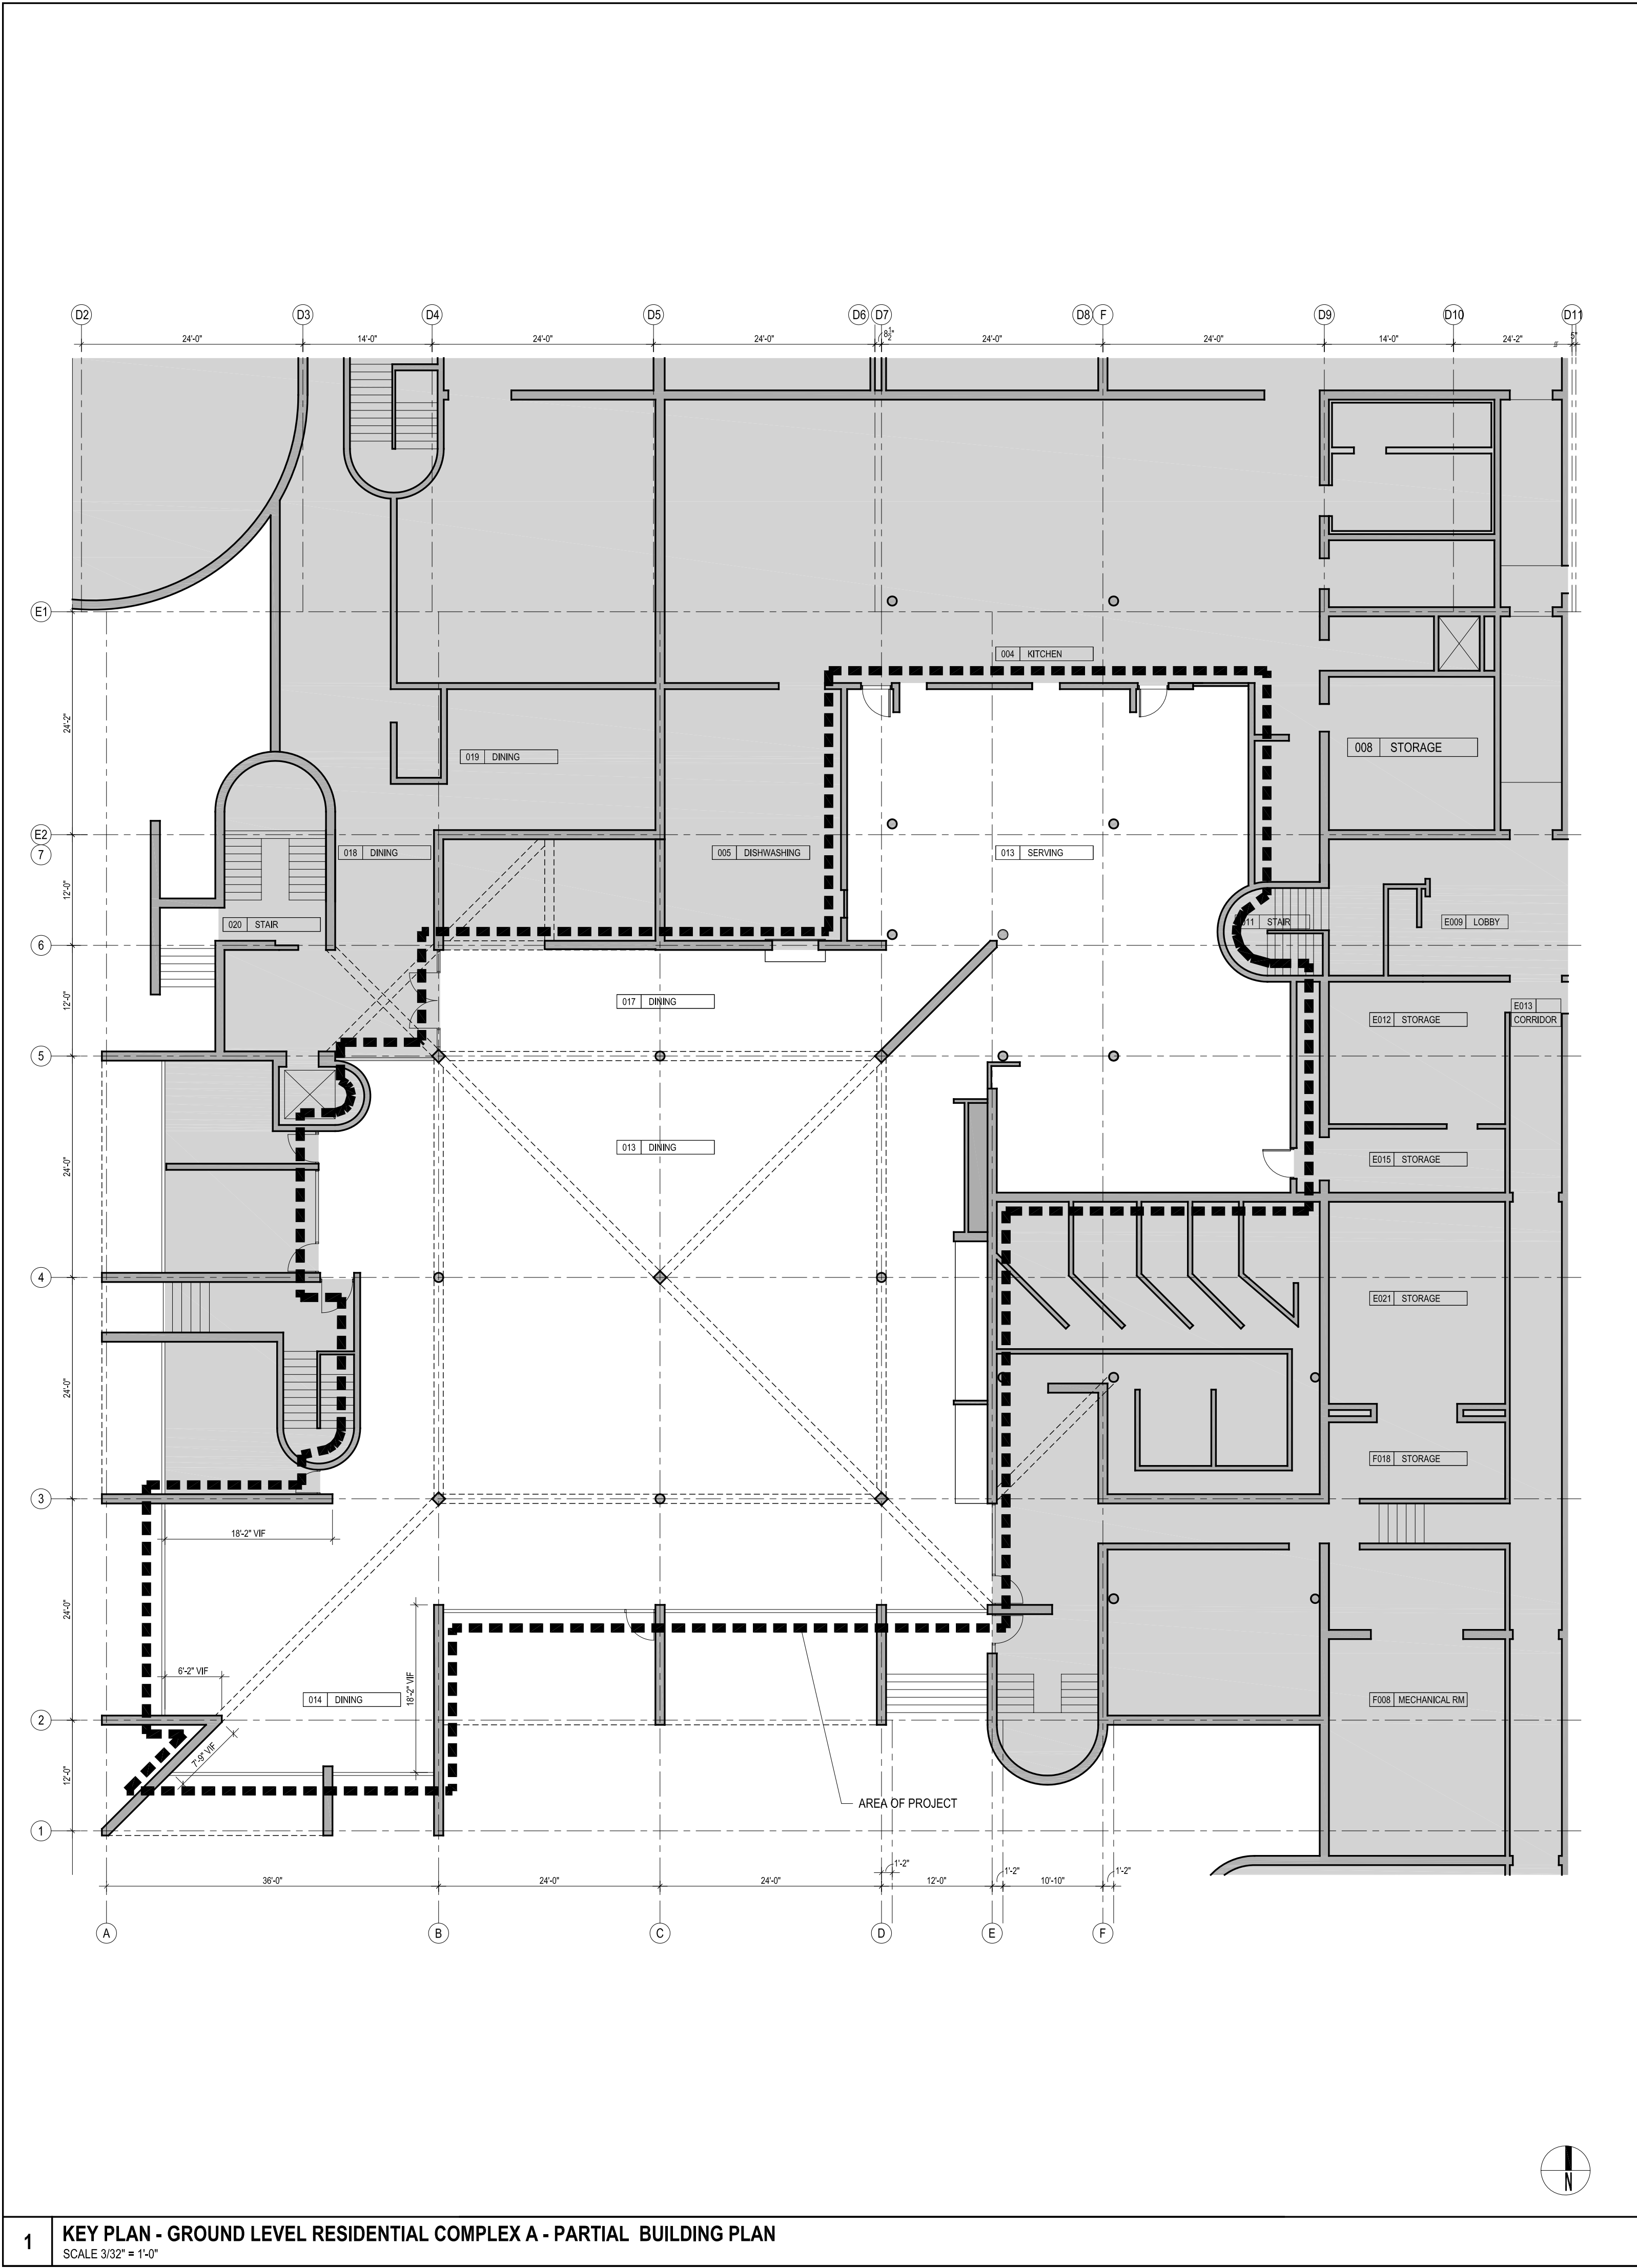 D2 D3 D4 D5 D6 D7 D8 F D9 D10 D11
24'-0" 14'-0" 24'-0" 24'-0" 8½" 24'-0" 24'-0" 14'-0" 24'-2" 5"
E1
004 KITCHEN
24'-2"
008 STORAGE
019 DINING
E2
7
018 DINING
005 DISHWASHING
013 SERVING
12'-0"
020 STAIR
011 STAIR
E009 LOBBY
6
12'-0"
017 DINING
E013
CORRIDOR
E012 STORAGE
5
013 DINING
E015 STORAGE
24'-0"
4
E021 STORAGE
24'-0"
F018 STORAGE
3
18'-2" VIF
24'-0"
6'-2" VIF
18'-2" VIF
014 DINING
F008 MECHANICAL RM
2
7'-9" VIF
12'-0"
AREA OF PROJECT
1
1'-2" 1'-2" 1'-2"
36'-0" 24'-0" 24'-0" 12'-0" 10'-10"
A B C D E F
N
1 KEY PLAN - GROUND LEVEL RESIDENTIAL COMPLEX A - PARTIAL BUILDING PLAN
SCALE 3/32" = 1'-0"